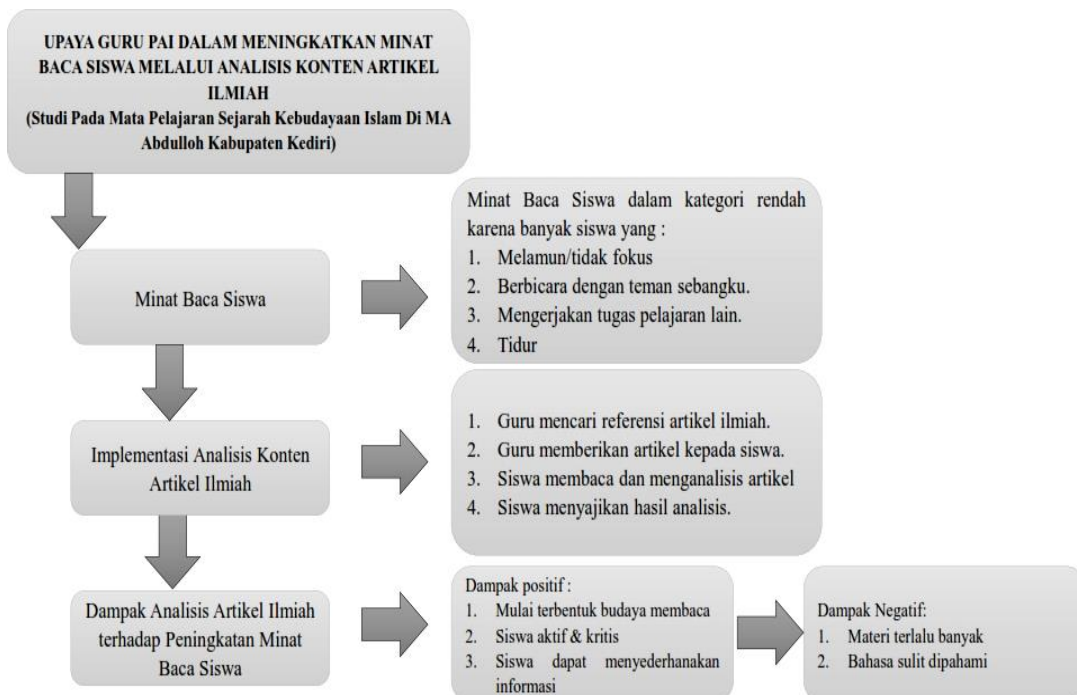 UPAYA GURU PAI DALAM MENINGKATKAN MINAT
BACA SISWA MELALUI ANALISIS KONTEN ARTIKEL
ILMIAH
(Studi Pada Mata Pelajaran Sejarah Kebudayaan Islam Di MA
Abdulloh Kabupaten Kediri)
Minat Baca Siswa
Minat Baca Siswa dalam kategori rendah
karena banyak siswa yang :
1. Melamun/tidak fokus
2. Berbicara dengan teman sebangku.
3. Mengerjakan tugas pelajaran lain.
4. Tidur
Implementasi Analisis Konten
Artikel Ilmiah
1. Guru mencari referensi artikel ilmiah.
2. Guru memberikan artikel kepada siswa.
3. Siswa membaca dan menganalisis artikel
4. Siswa menyajikan hasil analisis.
Dampak Analisis Artikel Ilmiah
terhadap Peningkatan Minat
Baca Siswa
Dampak positif :
1. Mulai terbentuk budaya membaca
2. Siswa aktif & kritis
3. Siswa dapat menyederhanakan
informasi
Dampak Negatif:
1. Materi terlalu banyak
2. Bahasa sulit dipahami